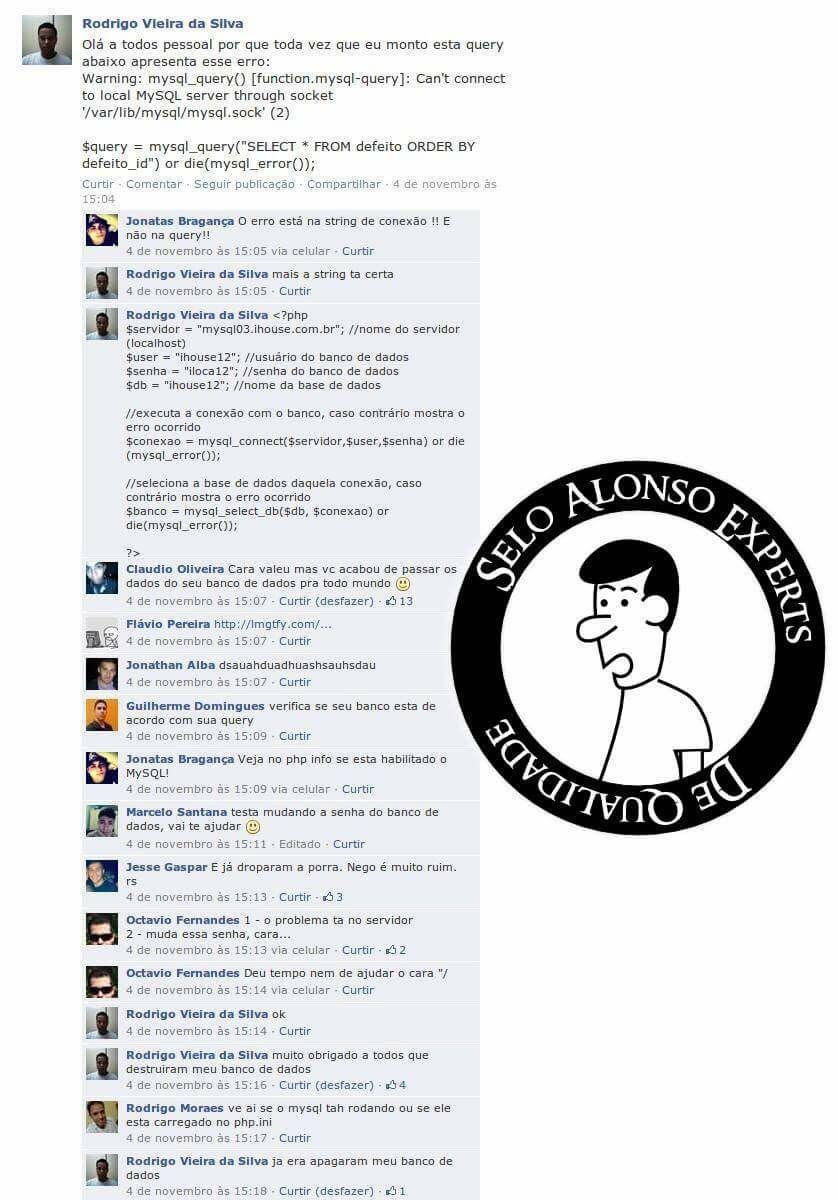 Rodrigo Vieira da Silva
Olá a todos pessoal por que toda vez que eu monto esta query
abaixo apresenta esse erro:
Warning: mysql_query() [function.mysql-query]: Can't connect
to local MySQL server through socket
'/var/lib/mysql/mysql.sock' (2)
$query = mysql_query("SELECT * FROM defeito ORDER BY
defeito_id") or die(mysql_error());
Curtir · Comentar · Seguir publicação · Compartilhar · 4 de novembro às
15:04
Jonatas Bragança O erro está na string de conexão !! E
não na query!!
4 de novembro às 15:05 via celular · Curtir
Rodrigo Vieira da Silva mais a string ta certa
4 de novembro às 15:05 · Curtir
Rodrigo Vieira da Silva <?php
$servidor = "mysql03.ihouse.com.br"; //nome do servidor
(localhost)
$user = "ihouse12"; //usuário do banco de dados
$senha = "iloca12"; //senha do banco de dados
$db = "ihouse12"; //nome da base de dados
//executa a conexão com o banco, caso contrário mostra o
erro ocorrido
$conexao = mysql_connect($servidor,$user,$senha) or die
(mysql_error());
//seleciona a base de dados daquela conexão, caso
contrário mostra o erro ocorrido
$banco = mysql_select_db($db, $conexao) or
die(mysql_error());
?>
Claudio Oliveira Cara valeu mas vc acabou de passar os
dados do seu banco de dados pra todo mundo
4 de novembro às 15:07 · Curtir (desfazer) · 13
Flávio Pereira http://lmgtfy.com/...
4 de novembro às 15:07 · Curtir
Jonathan Alba dsauahduadhuashsauhsdau
4 de novembro às 15:07 · Curtir
Guilherme Domingues verifica se seu banco esta de
acordo com sua query
4 de novembro às 15:09 · Curtir
Jonatas Bragança Veja no php info se esta habilitado o
MySQL!
4 de novembro às 15:09 via celular · Curtir
Marcelo Santana testa mudando a senha do banco de
dados, vai te ajudar
4 de novembro às 15:11 · Editado · Curtir
Jesse Gaspar E já droparam a porra. Nego é muito ruim.
rs
4 de novembro às 15:13 · Curtir · 3
Octavio Fernandes 1 - o problema ta no servidor
2 - muda essa senha, cara...
4 de novembro às 15:13 via celular · Curtir · 2
Octavio Fernandes Deu tempo nem de ajudar o cara "/
4 de novembro às 15:14 via celular · Curtir
Rodrigo Vieira da Silva ok
4 de novembro às 15:14 · Curtir
Rodrigo Vieira da Silva muito obrigado a todos que
destruiram meu banco de dados
4 de novembro às 15:16 · Curtir (desfazer) · 4
Rodrigo Moraes ve ai se o mysql tah rodando ou se ele
esta carregado no php.ini
4 de novembro às 15:17 · Curtir
Rodrigo Vieira da Silva ja era apagaram meu banco de
dados
4 de novembro às 15:18 · Curtir (desfazer) · 1
SELO ALONSO EXPERTS
DE QUALIDADE